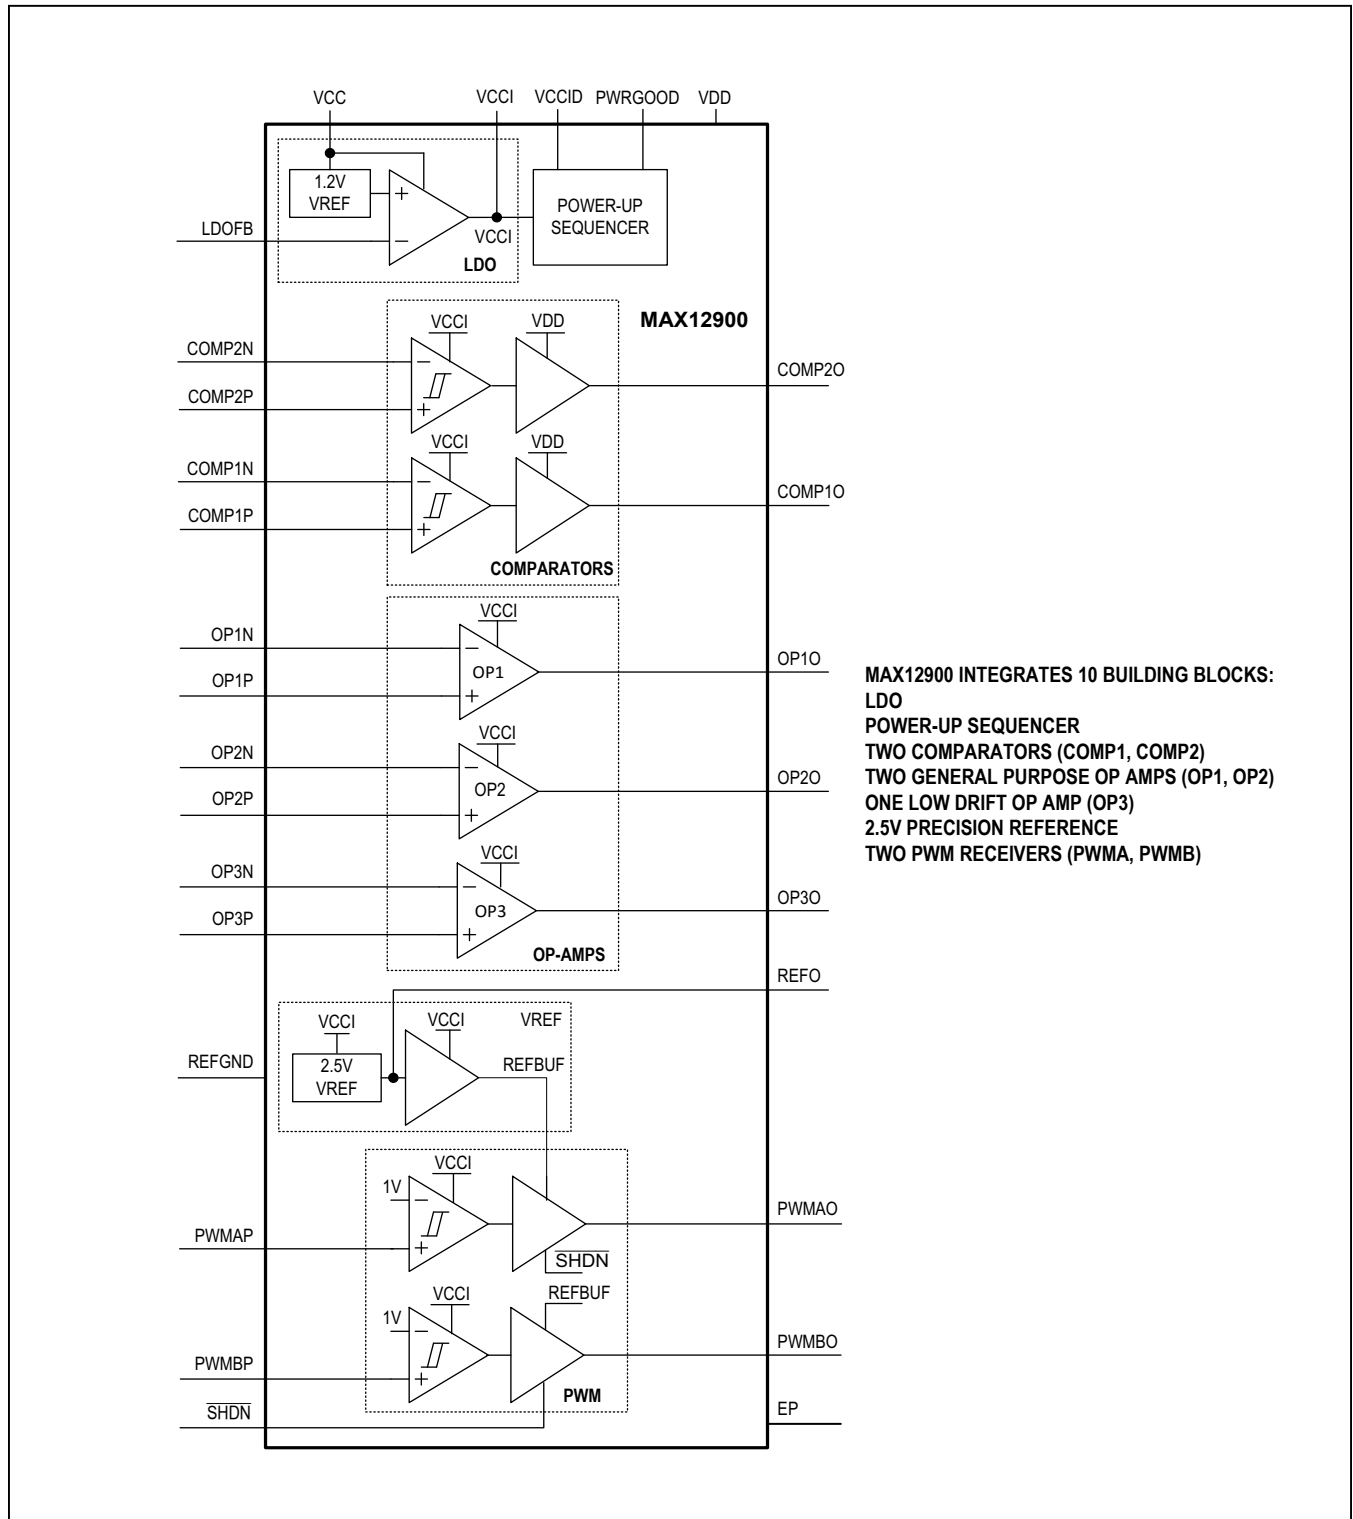 VCC VCCI VCCID PWRGOOD VDD
1.2V
VREF
+
−
LDOFB
VCCI
LDO
POWER-UP
SEQUENCER
MAX12900
VCCI VDD
COMP2N
−
COMP2P
+
COMP2O
VCCI VDD
COMP1N
−
COMP1P
+
COMP1O
COMPARATORS
VCCI
OP1N
−
OP1
OP1P
+
OP1O
VCCI
OP2N
−
OP2
OP2P
+
OP2O
VCCI
OP3N
−
OP3
OP3P
+
OP3O
OP-AMPS
MAX12900 INTEGRATES 10 BUILDING BLOCKS:
LDO
POWER-UP SEQUENCER
TWO COMPARATORS (COMP1, COMP2)
TWO GENERAL PURPOSE OP AMPS (OP1, OP2)
ONE LOW DRIFT OP AMP (OP3)
2.5V PRECISION REFERENCE
TWO PWM RECEIVERS (PWMA, PWMB)
REFO
VCCI VCCI VREF
REFGND
2.5V
VREF
REFBUF
VCCI
1V
−
PWMAP
+
PWMAO
SHDN
VCCI REFBUF
1V
−
PWMBP
+
PWMBO
PWM
SHDN
EP